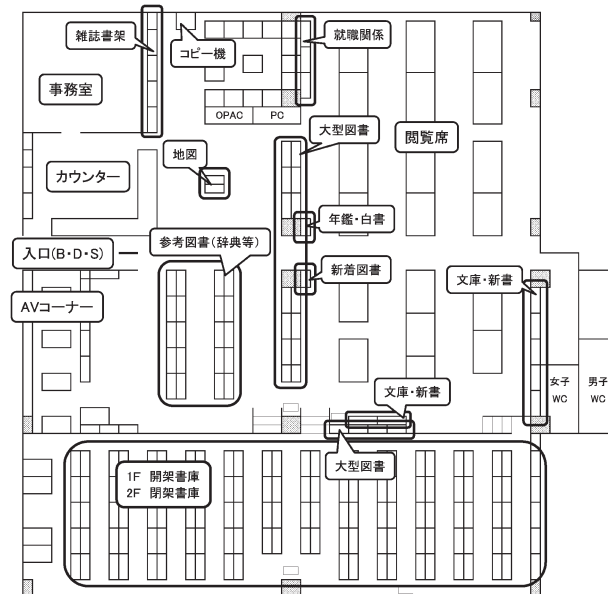 雑誌書架
コピー機
就職関係
事務室
OPAC
PC
大型図書
閲覧席
地図
カウンター
年鑑・白書
参考図書(辞典等)
入口(B・D・S)
新着図書
文庫・新書
AVコーナー
女子
WC
男子
WC
文庫・新書
大型図書
1F 開架書庫
2F 閉架書庫